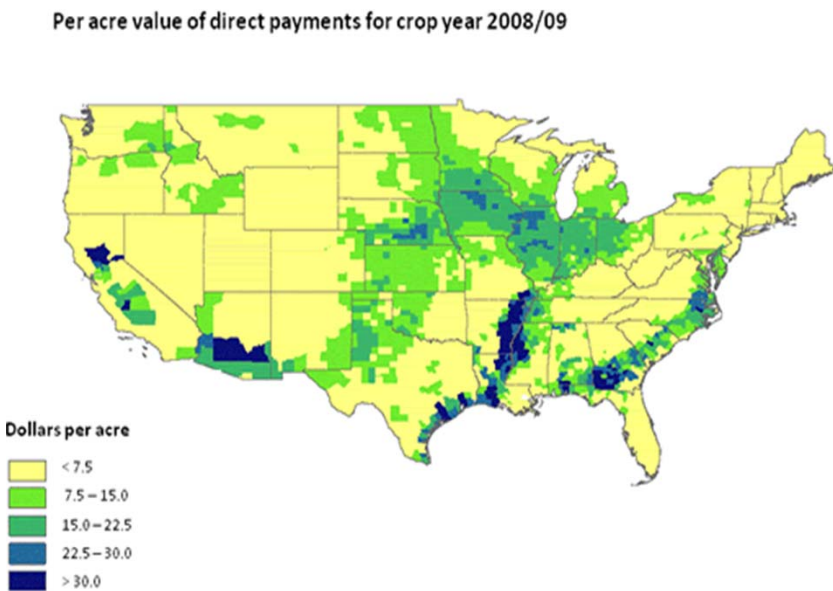 Per acre value of direct payments for crop year 2008/09
Dollars per acre
< 7.5
7.5 – 15.0
15.0 – 22.5
22.5 – 30.0
> 30.0